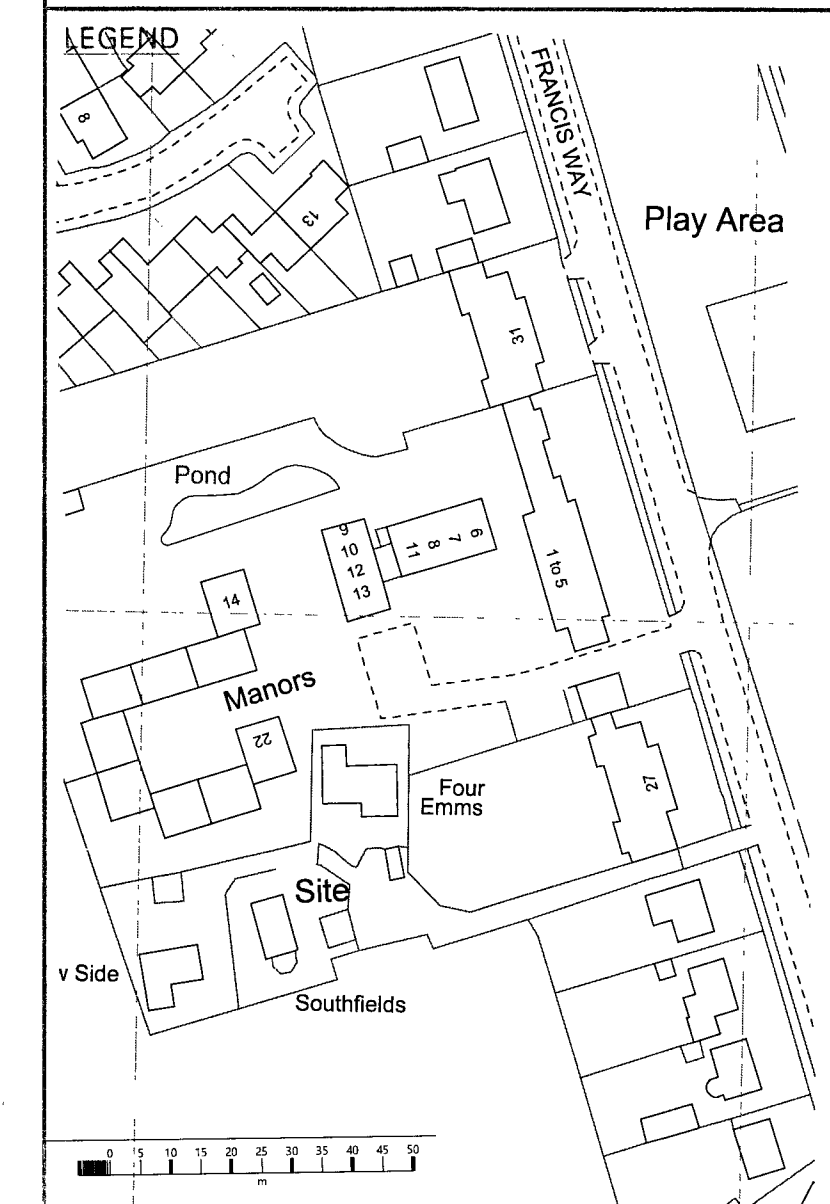 LEGEND
FRANCIS WAY
8
13
Play Area
31
Pond
9
10
12
13
11
8
7
6
1 to 5
14
Manors
22
Four
Emms
27
Site
v Side
Southfields
0 5 10 15 20 25 30 35 40 45 50
m